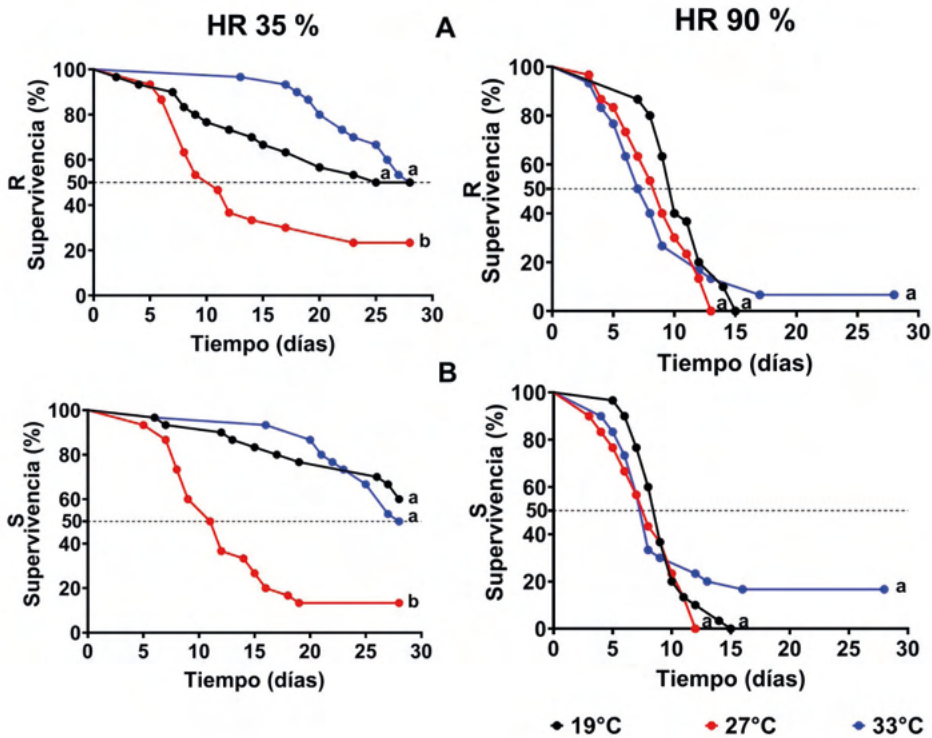 HR 35 %
A
HR 90 %
R
Supervivencia (%)
100
80
60
50
40
20
0
0 5 10 15 20 25 30
Tiempo (días)
a
a
b
R
Supervivencia (%)
100
80
60
50
40
20
0
0 5 10 15 20 25 30
Tiempo (días)
a
a
a
B
S
Supervivencia (%)
100
80
60
50
40
20
0
0 5 10 15 20 25 30
Tiempo (días)
a
a
b
S
Supervivencia (%)
100
80
60
50
40
20
0
0 5 10 15 20 25 30
Tiempo (días)
a
a
a
19°C 27°C 33°C